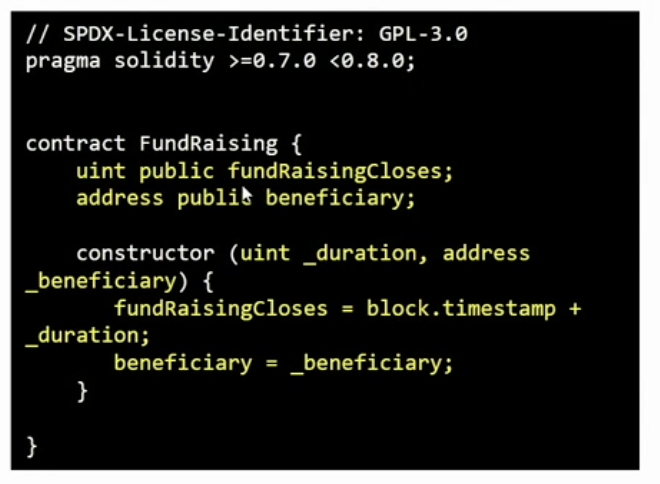 // SPDX-License-Identifier: GPL-3.0
pragma solidity >=0.7.0 <0.8.0;
contract FundRaising {
uint public fundRaisingCloses;
address public beneficiary;
constructor (uint _duration, address
_beneficiary) {
fundRaisingCloses = block.timestamp +
_duration;
beneficiary = _beneficiary;
}
}